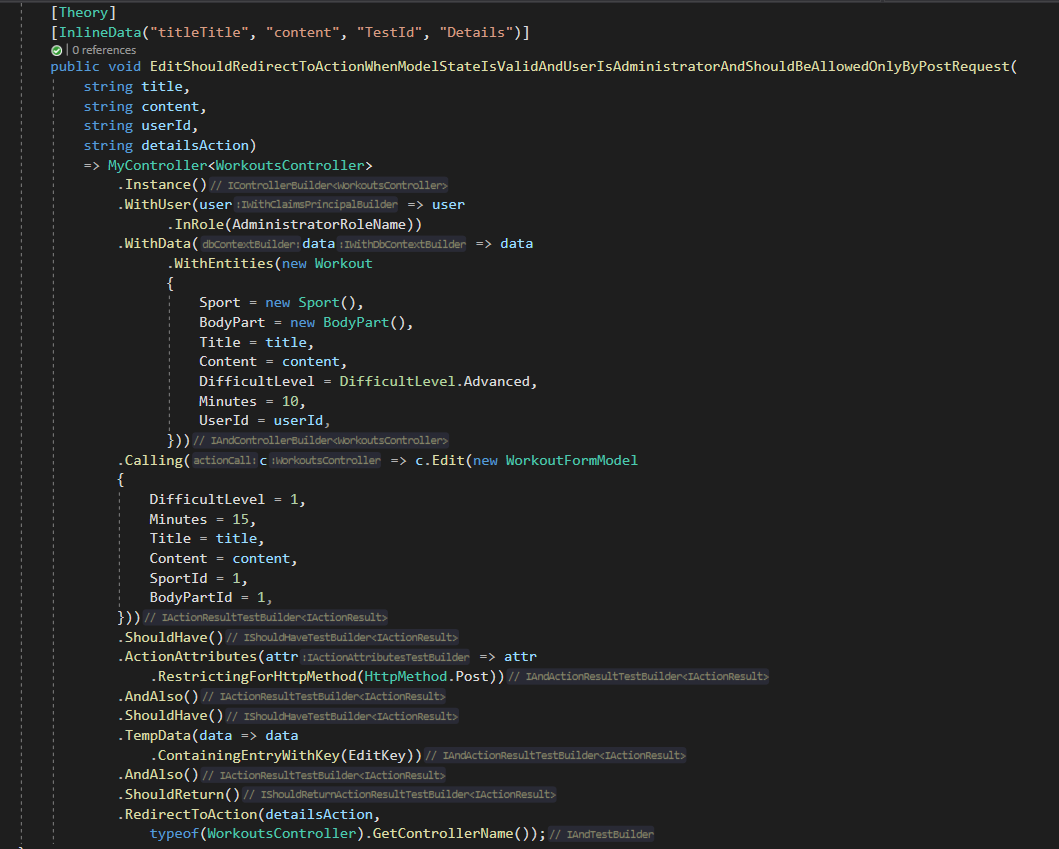 [Theory]
[InlineData("titleTitle", "content", "TestId", "Details")]
| 0 references
public void EditShouldRedirectToActionWhenModelStateIsValidAndUserIsAdministratorAndShouldBeAllowedOnlyByPostRequest(
string title,
string content,
string userId,
string detailsAction)
=> MyController<WorkoutsController>
.Instance() // IControllerBuilder<WorkoutsController>
.WithUser(user :IWithClaimsPrincipalBuilder => user
.InRole(AdministratorRoleName))
.WithData( dbContextBuilder: data :IWithDbContextBuilder => data
.WithEntities(new Workout
{
Sport = new Sport(),
BodyPart = new BodyPart(),
Title = title,
Content = content,
DifficultLevel = DifficultLevel.Advanced,
Minutes = 10,
UserId = userId,
})) // IAndControllerBuilder<WorkoutsController>
.Calling( actionCall: c :WorkoutsController => c.Edit(new WorkoutFormModel
{
DifficultLevel = 1,
Minutes = 15,
Title = title,
Content = content,
SportId = 1,
BodyPartId = 1,
})) // IActionResultTestBuilder<IActionResult>
.ShouldHave() // IShouldHaveTestBuilder<IActionResult>
.ActionAttributes(attr :IActionAttributesTestBuilder => attr
.RestrictingForHttpMethod(HttpMethod.Post)) // IAndActionResultTestBuilder<IActionResult>
.AndAlso() // IActionResultTestBuilder<IActionResult>
.ShouldHave() // IShouldHaveTestBuilder<IActionResult>
.TempData(data => data
.ContainingEntryWithKey(EditKey)) // IAndActionResultTestBuilder<IActionResult>
.AndAlso() // IActionResultTestBuilder<IActionResult>
.ShouldReturn() // IShouldReturnActionResultTestBuilder<IActionResult>
.RedirectToAction(detailsAction,
typeof(WorkoutsController).GetControllerName()); // IAndTestBuilder